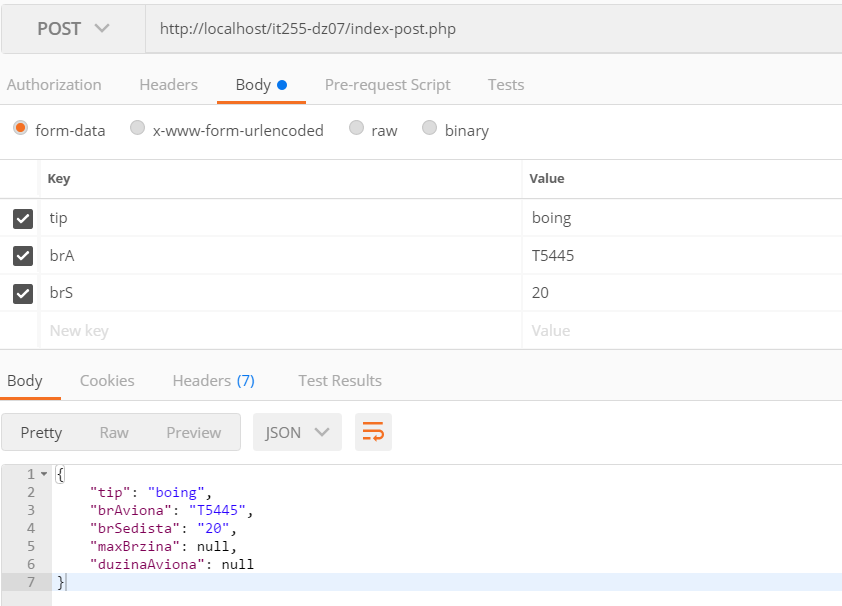 POST http://localhost/it255-dz07/index-post.php
Authorization Headers Body Pre-request Script Tests
form-data x-www-form-urlencoded raw binary
Key Value
tip boing
brA T5445
brS 20
New key Value
Body Cookies Headers (7) Test Results
Pretty Raw Preview JSON
1 {
2 "tip": "boing",
3 "brAviona": "T5445",
4 "brSedista": "20",
5 "maxBrzina": null,
6 "duzinaAviona": null
7 }